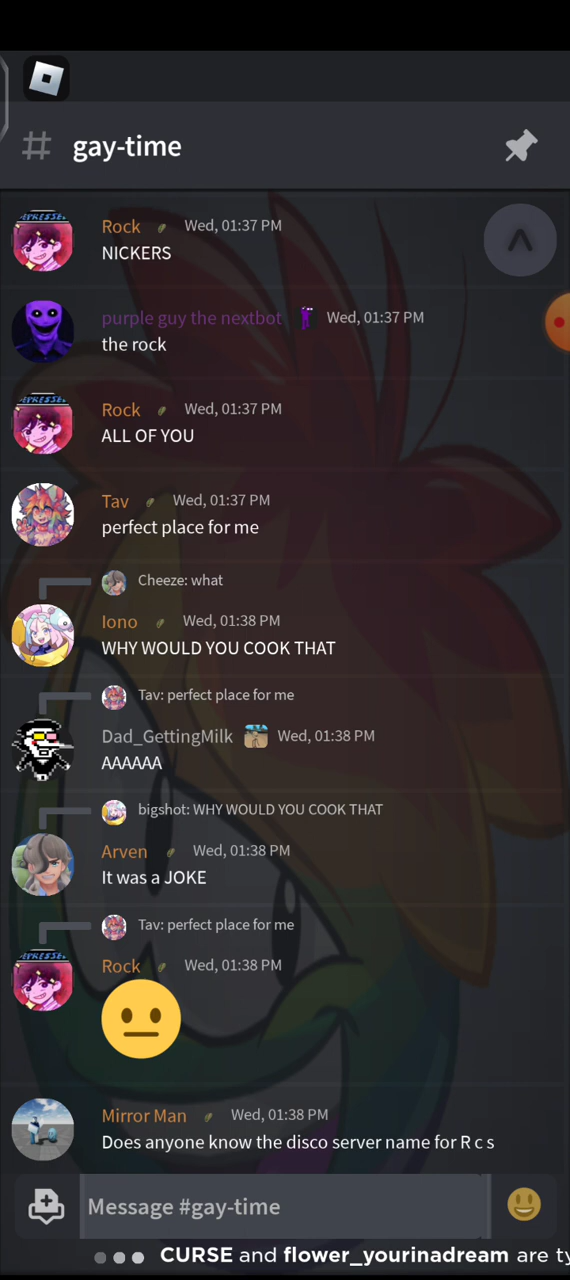 # gay-time
Rock Wed, 01:37 PM
NICKERS
purple guy the nextbot Wed, 01:37 PM
the rock
Rock Wed, 01:37 PM
ALL OF YOU
Tav Wed, 01:37 PM
perfect place for me
Cheeze: what
Iono Wed, 01:38 PM
WHY WOULD YOU COOK THAT
Tav: perfect place for me
Dad_GettingMilk Wed, 01:38 PM
AAAAAA
bigshot: WHY WOULD YOU COOK THAT
Arven Wed, 01:38 PM
It was a JOKE
Tav: perfect place for me
Rock Wed, 01:38 PM
Mirror Man Wed, 01:38 PM
Does anyone know the disco server name for R c s
Message #gay-time
CURSE and flower_yourinadream are ty